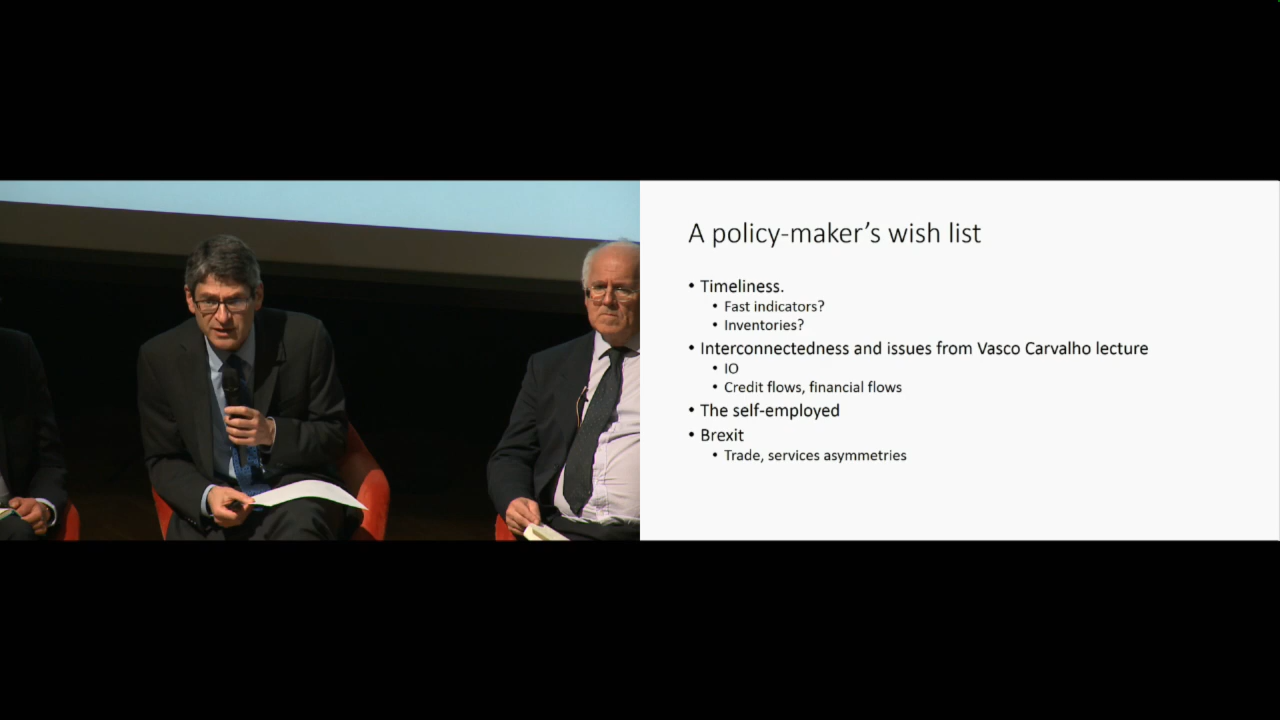 A policy-maker's wish list
• Timeliness.
• Fast indicators?
• Inventories?
• Interconnectedness and issues from Vasco Carvalho lecture
• IO
• Credit flows, financial flows
• The self-employed
• Brexit
• Trade, services asymmetries